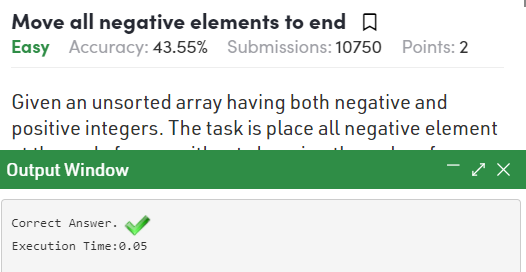 Move all negative elements to end
Easy Accuracy: 43.55% Submissions: 10750 Points: 2
Given an unsorted array having both negative and
positive integers. The task is place all negative element
Output Window
Correct Answer.
Execution Time:0.05